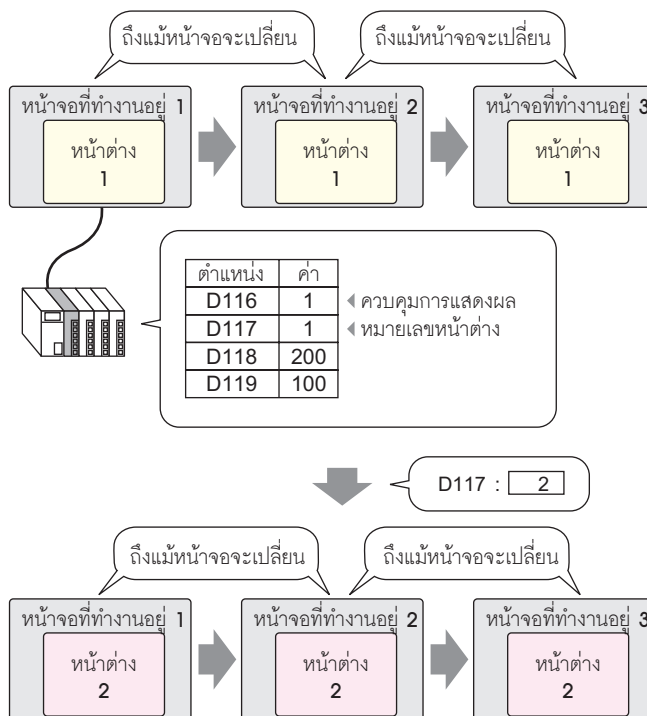 ถึงแม้หน้าจอจะเปลี่ยน ถึงแม้หน้าจอจะเปลี่ยน
หน้าจอที่ทำงานอยู่ 1 หน้าจอที่ทำงานอยู่ 2 หน้าจอที่ทำงานอยู่ 3
หน้าต่าง หน้าต่าง หน้าต่าง
1 1 1
ตำแหน่ง ค่า
D116 1 ควบคุมการแสดงผล
D117 1 หมายเลขหน้าต่าง
D118 200
D119 100
D117 : 2
ถึงแม้หน้าจอจะเปลี่ยน ถึงแม้หน้าจอจะเปลี่ยน
หน้าจอที่ทำงานอยู่ 1 หน้าจอที่ทำงานอยู่ 2 หน้าจอที่ทำงานอยู่ 3
หน้าต่าง หน้าต่าง หน้าต่าง
2 2 2